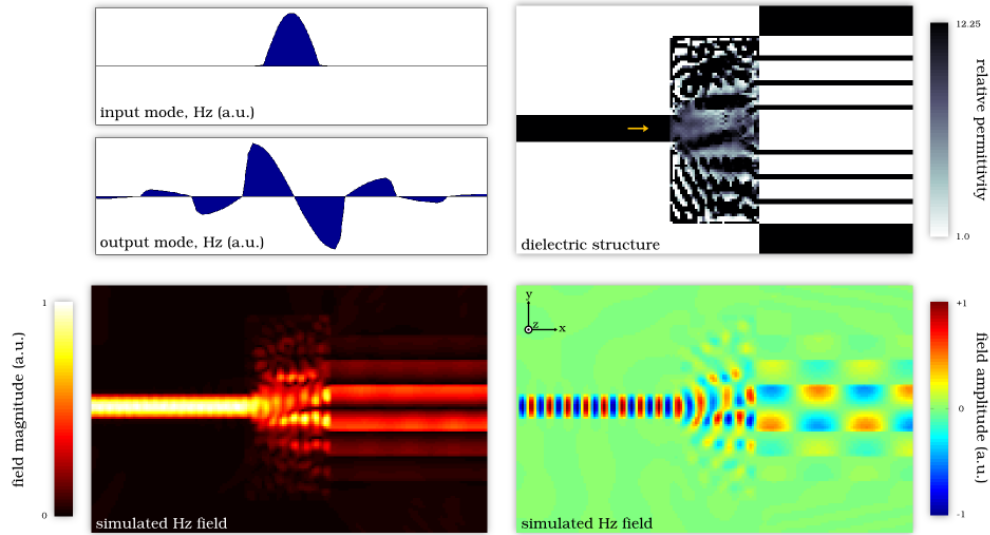 input mode, Hz (a.u.)
output mode, Hz (a.u.)
dielectric structure
12.25
relative permittivity
1.0
field magnitude (a.u.)
1
0
simulated Hz field
y
z
x
simulated Hz field
+1
0
-1
field amplitude (a.u.)